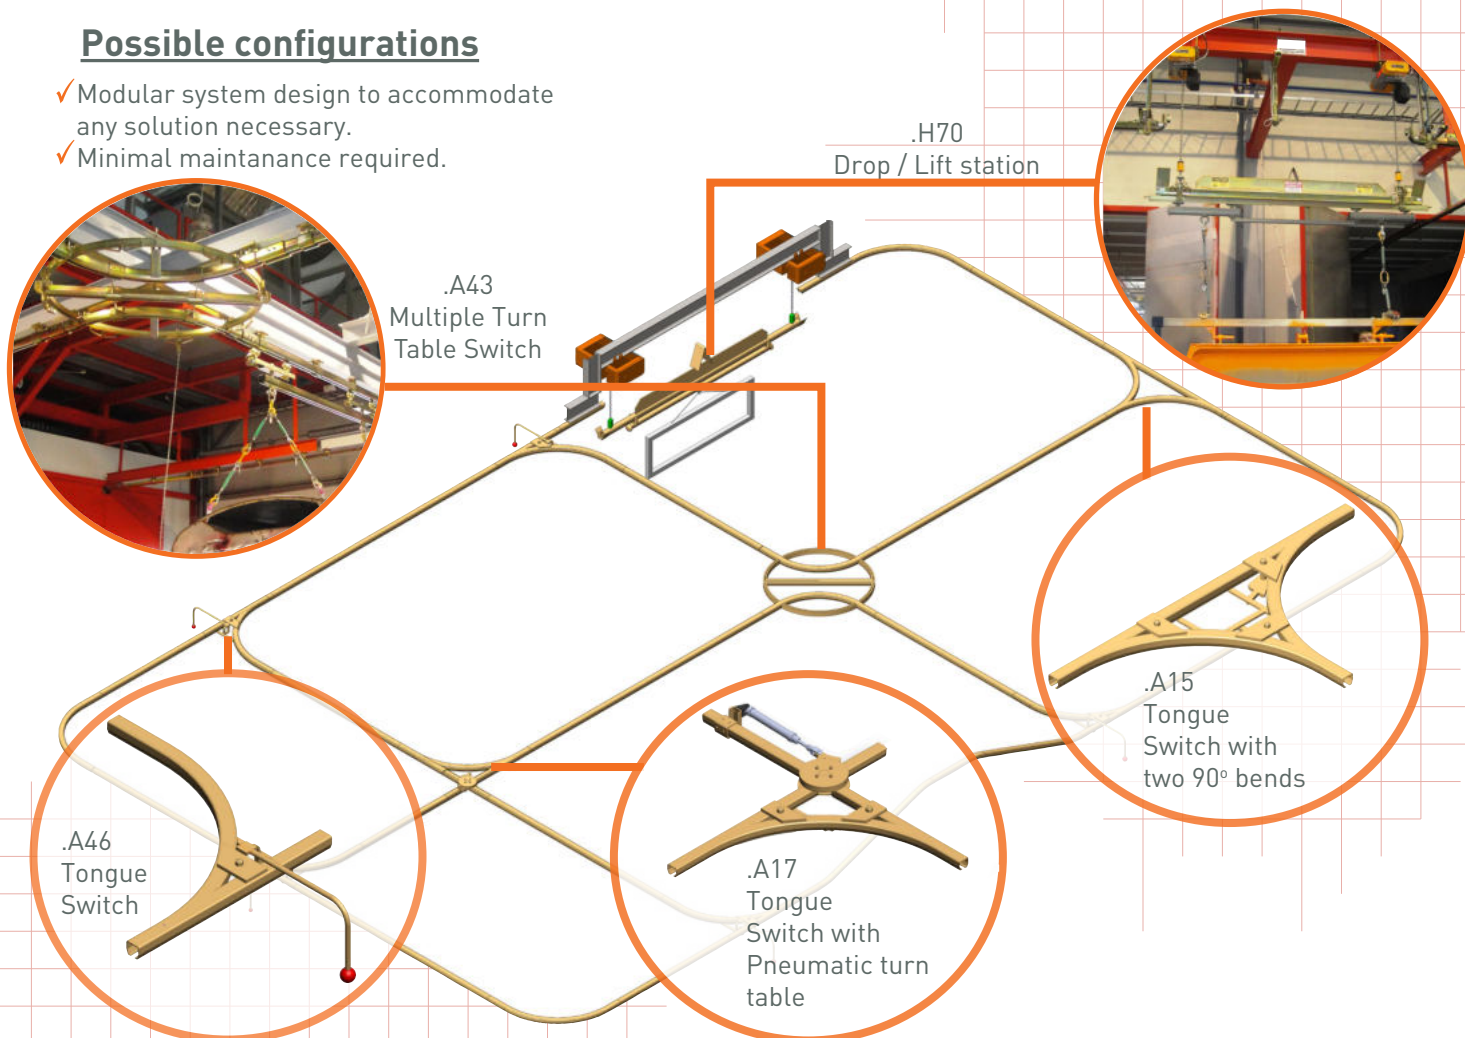 Possible configurations
✓Modular system design to accommodate
any solution necessary.
✓Minimal maintanance required.
.H70
Drop / Lift station
.A43
Multiple Turn
Table Switch
.A15
Tongue
Switch with
two 90º bends
.A46
Tongue
Switch
.A17
Tongue
Switch with
Pneumatic turn
table